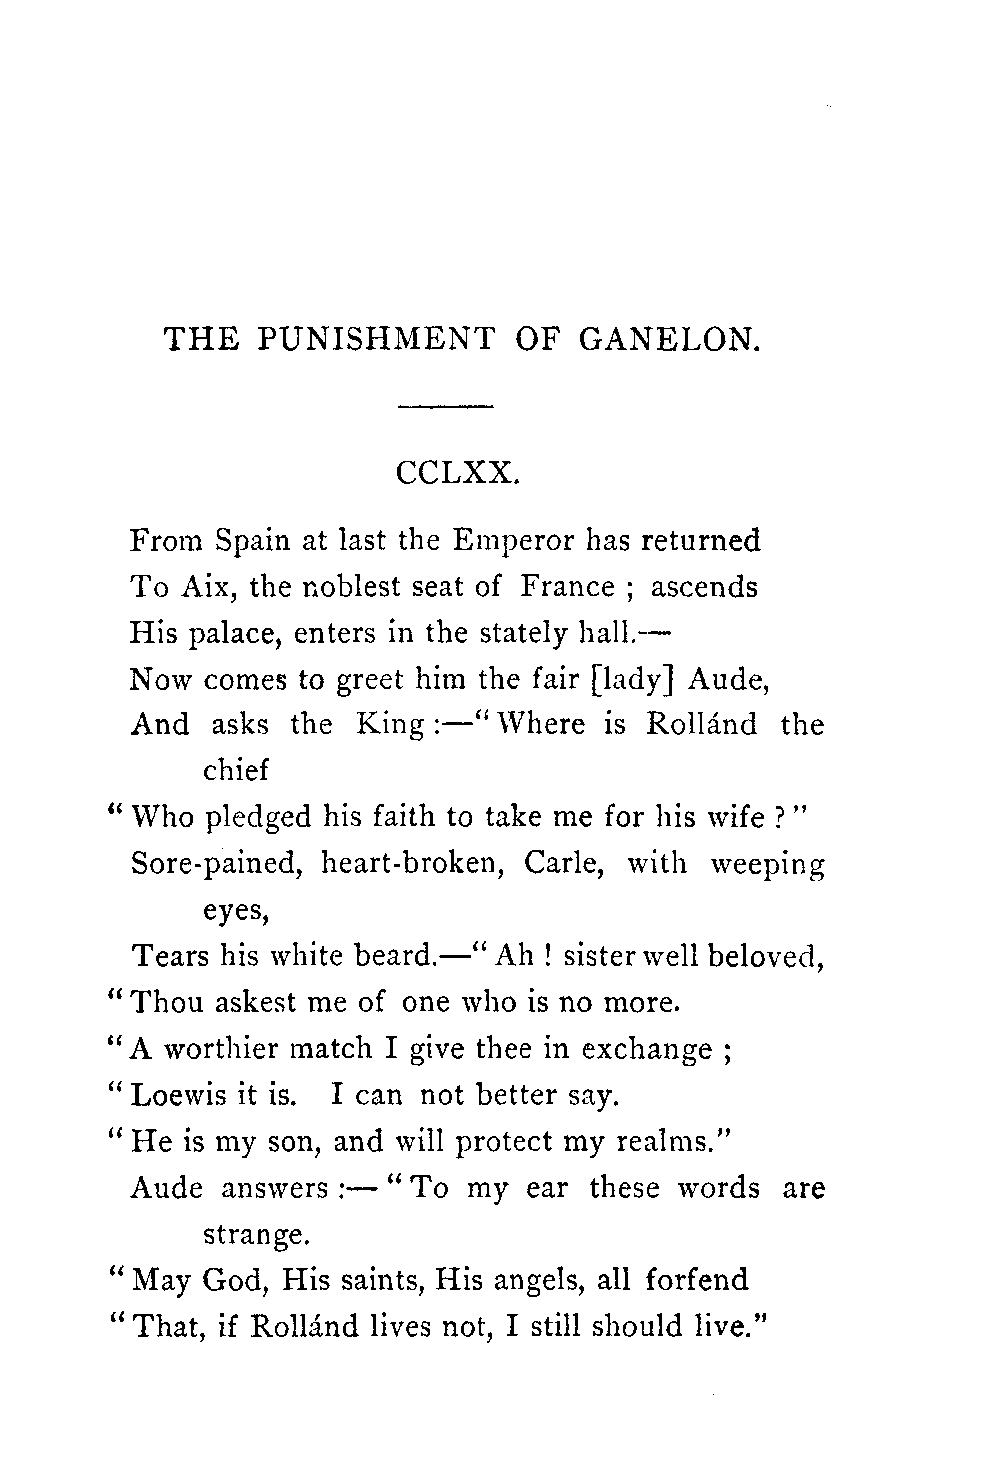 THE PUNISHMENT OF GANELON.
CCLXX.
From Spain at last the Emperor has returned
To Aix, the noblest seat of France ; ascends
His palace, enters in the stately hall.—
Now comes to greet him the fair [lady] Aude,
And asks the King :—“ Where is Rollánd the
chief
“ Who pledged his faith to take me for his wife ? ”
Sore-pained, heart-broken, Carle, with weeping
eyes,
Tears his white beard.—“ Ah ! sister well beloved,
“ Thou askest me of one who is no more.
“ A worthier match I give thee in exchange ;
“ Loewis it is. I can not better say.
“ He is my son, and will protect my realms.”
Aude answers :— “ To my ear these words are
strange.
“ May God, His saints, His angels, all forfend
“ That, if Rollánd lives not, I still should live.”